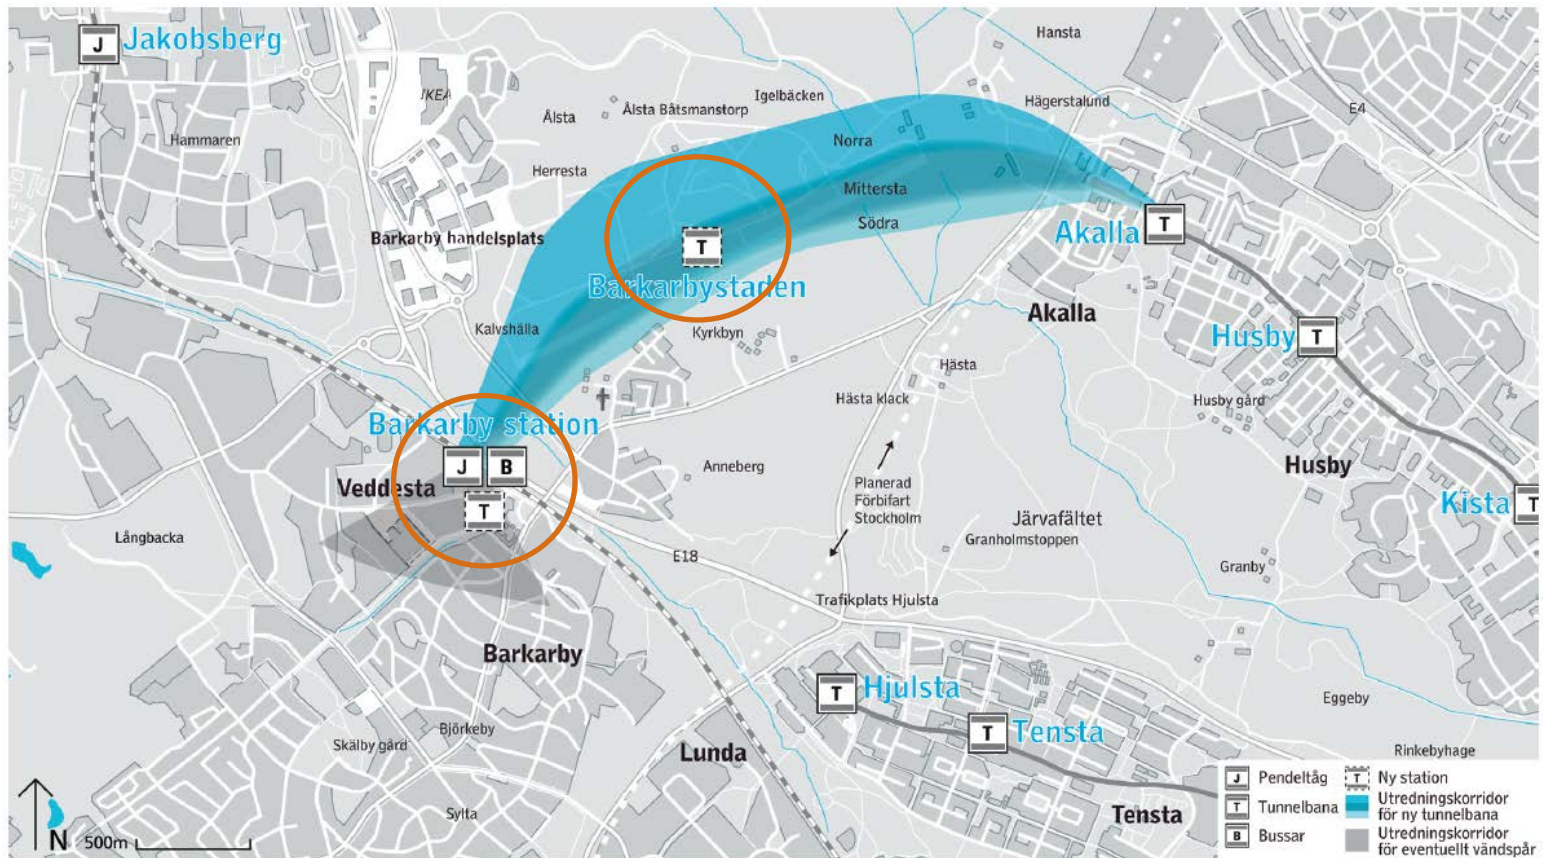 J Jakobsberg
Hansta
IKEA
Ålsta
Ålsta Båtsmanstorp
Igelbäcken
Hägerstalund
E4
Hammaren
Norra
Herresta
Mittersta
Södra
Barkarby handelsplats
T
Barkarbystaden
Akalla T
Akalla
Kalvshälla
Kyrkbyn
Husby T
Hästa
Hästa klack
Husby gård
Barkarby station
J B
T
Veddesta
Anneberg
Husby
Planerad
Förbifart
Stockholm
Kista T
Järvafältet
Granholmstoppen
Långbacka
E18
Granby
Trafikplats Hjulsta
Barkarby
T Hjulsta
Eggeby
T Tensta
Björkeby
Skälby gård
Lunda
Rinkebyhage
Sylta
Tensta
N 500m
J Pendeltåg
T Tunnelbana
B Bussar
T Ny station
Utredningskorridor
för ny tunnelbana
Utredningskorridor
för eventuellt vändspår